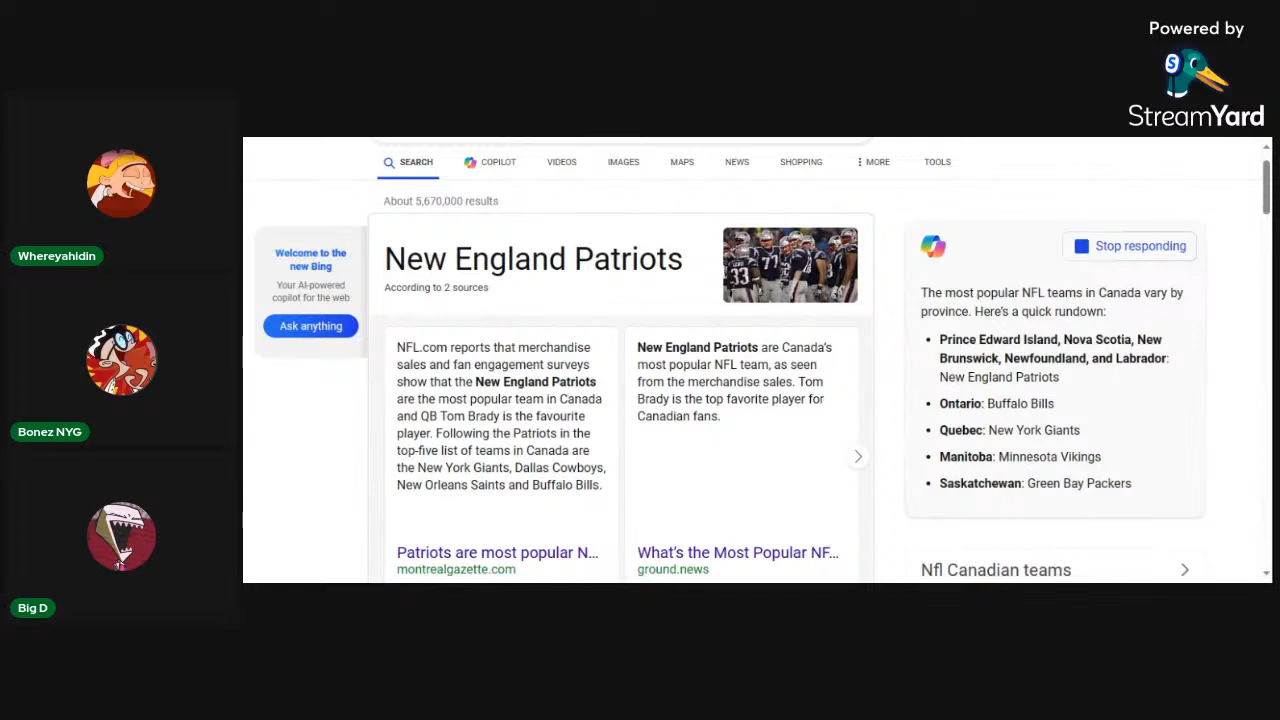 Powered by
StreamYard
Whereyahidin
Bonez NYG
Big D
SEARCH
COPILOT
VIDEOS
IMAGES
MAPS
NEWS
SHOPPING
MORE
TOOLS
About 5,670,000 results
Welcome to the
new Bing
Your AI-powered
copilot for the web
Ask anything
New England Patriots
According to 2 sources
NFL.com reports that merchandise
sales and fan engagement surveys
show that the New England Patriots
are the most popular team in Canada
and QB Tom Brady is the favourite
player. Following the Patriots in the
top-five list of teams in Canada are
the New York Giants, Dallas Cowboys,
New Orleans Saints and Buffalo Bills.
Patriots are most popular N...
montrealgazette.com
New England Patriots are Canada's
most popular NFL team, as seen
from the merchandise sales. Tom
Brady is the top favorite player for
Canadian fans.
What's the Most Popular NF...
ground.news
Stop responding
The most popular NFL teams in Canada vary by
province. Here's a quick rundown:
• Prince Edward Island, Nova Scotia, New
Brunswick, Newfoundland, and Labrador:
New England Patriots
• Ontario: Buffalo Bills
• Quebec: New York Giants
• Manitoba: Minnesota Vikings
• Saskatchewan: Green Bay Packers
Nfl Canadian teams